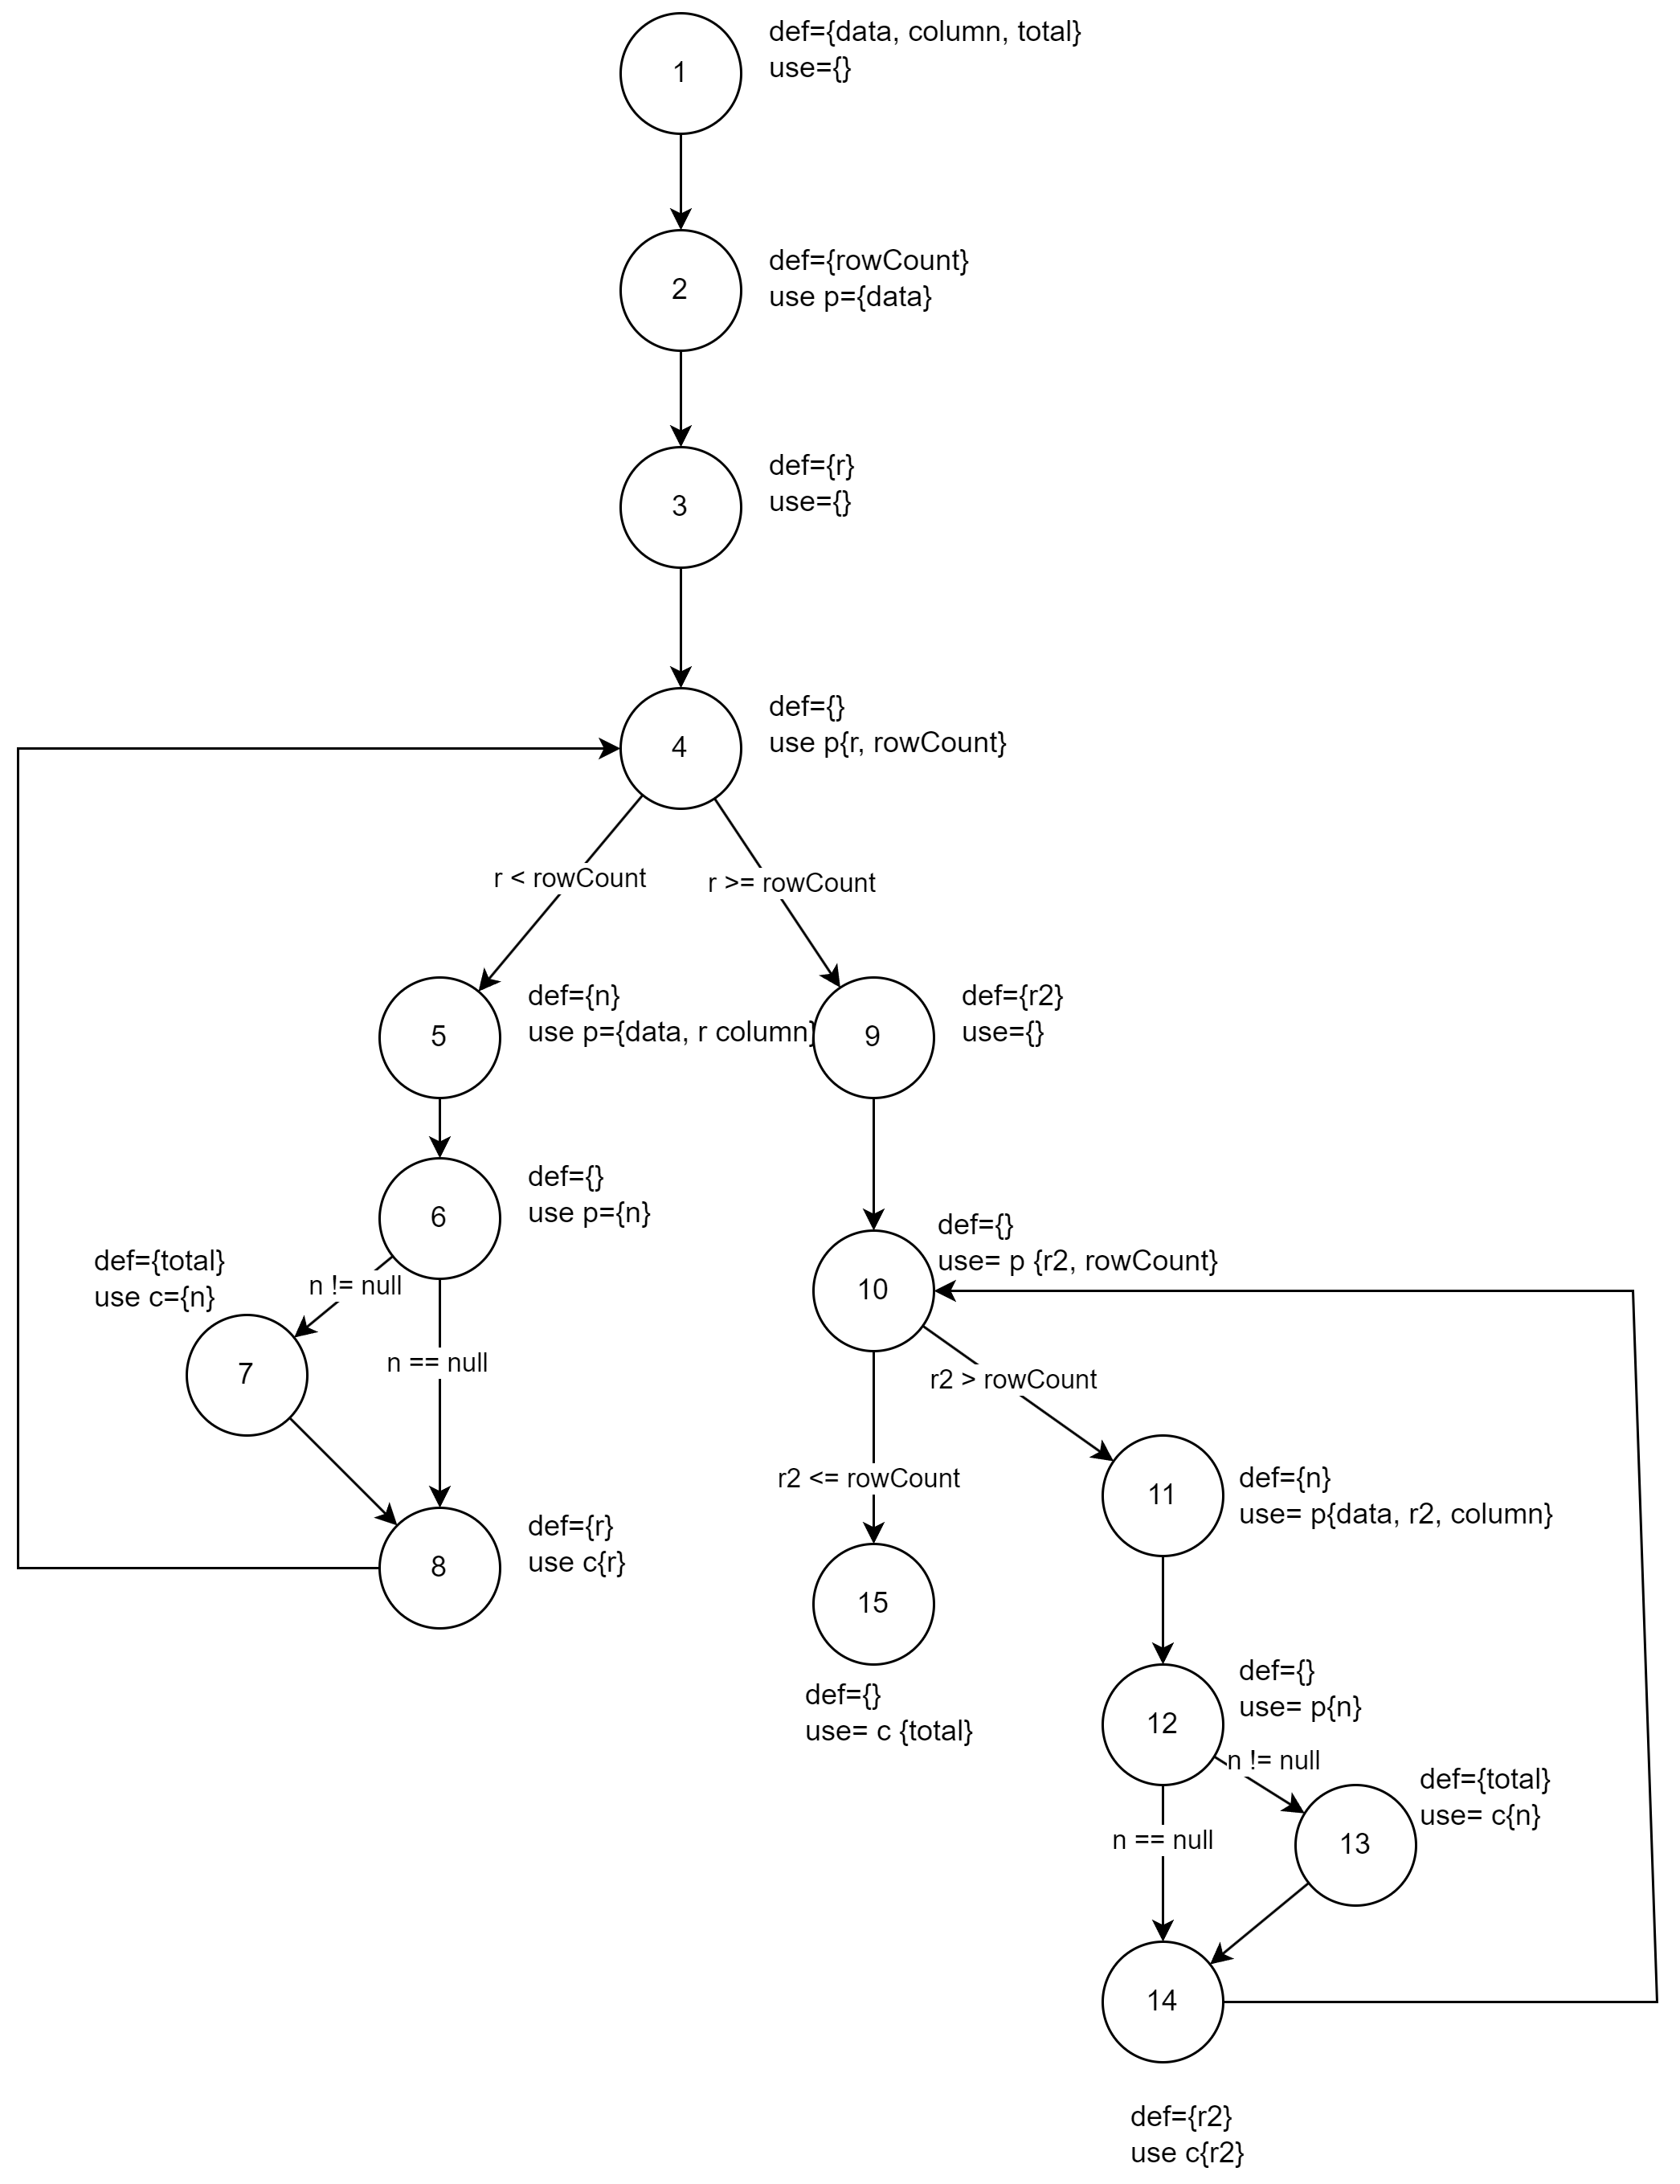 1
def={data, column, total}
use={}
2
def={rowCount}
use p={data}
3
def={r}
use={}
4
def={}
use p{r, rowCount}
r < rowCount
r >= rowCount
5
def={n}
use p={data, r column}
9
def={r2}
use={}
6
def={}
use p={n}
def={total}
use c={n}
n != null
7
n == null
8
def={r}
use c{r}
10
def={}
use= p {r2, rowCount}
r2 > rowCount
r2 <= rowCount
11
def={n}
use= p{data, r2, column}
15
def={}
use= c {total}
12
def={}
use= p{n}
n != null
n == null
13
def={total}
use= c{n}
14
def={r2}
use c{r2}